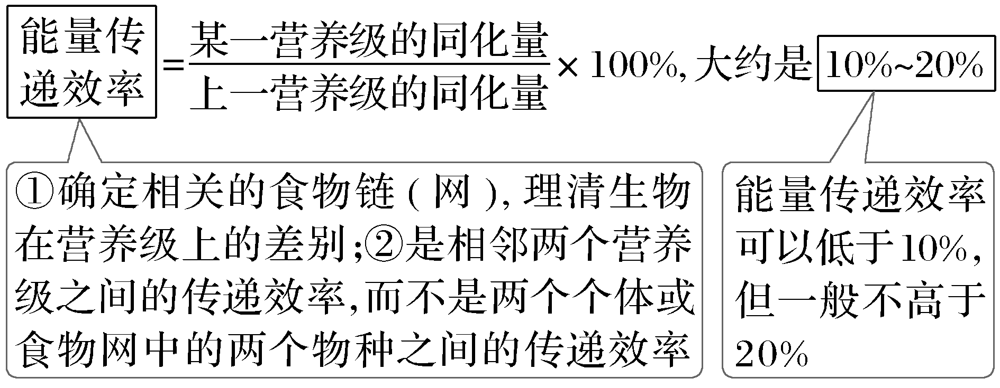 能量传递效率=某一营养级的同化量/上一营养级的同化量×100%,大约是10%~20%
①确定相关的食物链(网),理清生物
在营养级上的差别;②是相邻两个营养
级之间的传递效率,而不是两个个体或
食物网中的两个物种之间的传递效率
能量传递效率
可以低于10%,
但一般不高于
20%